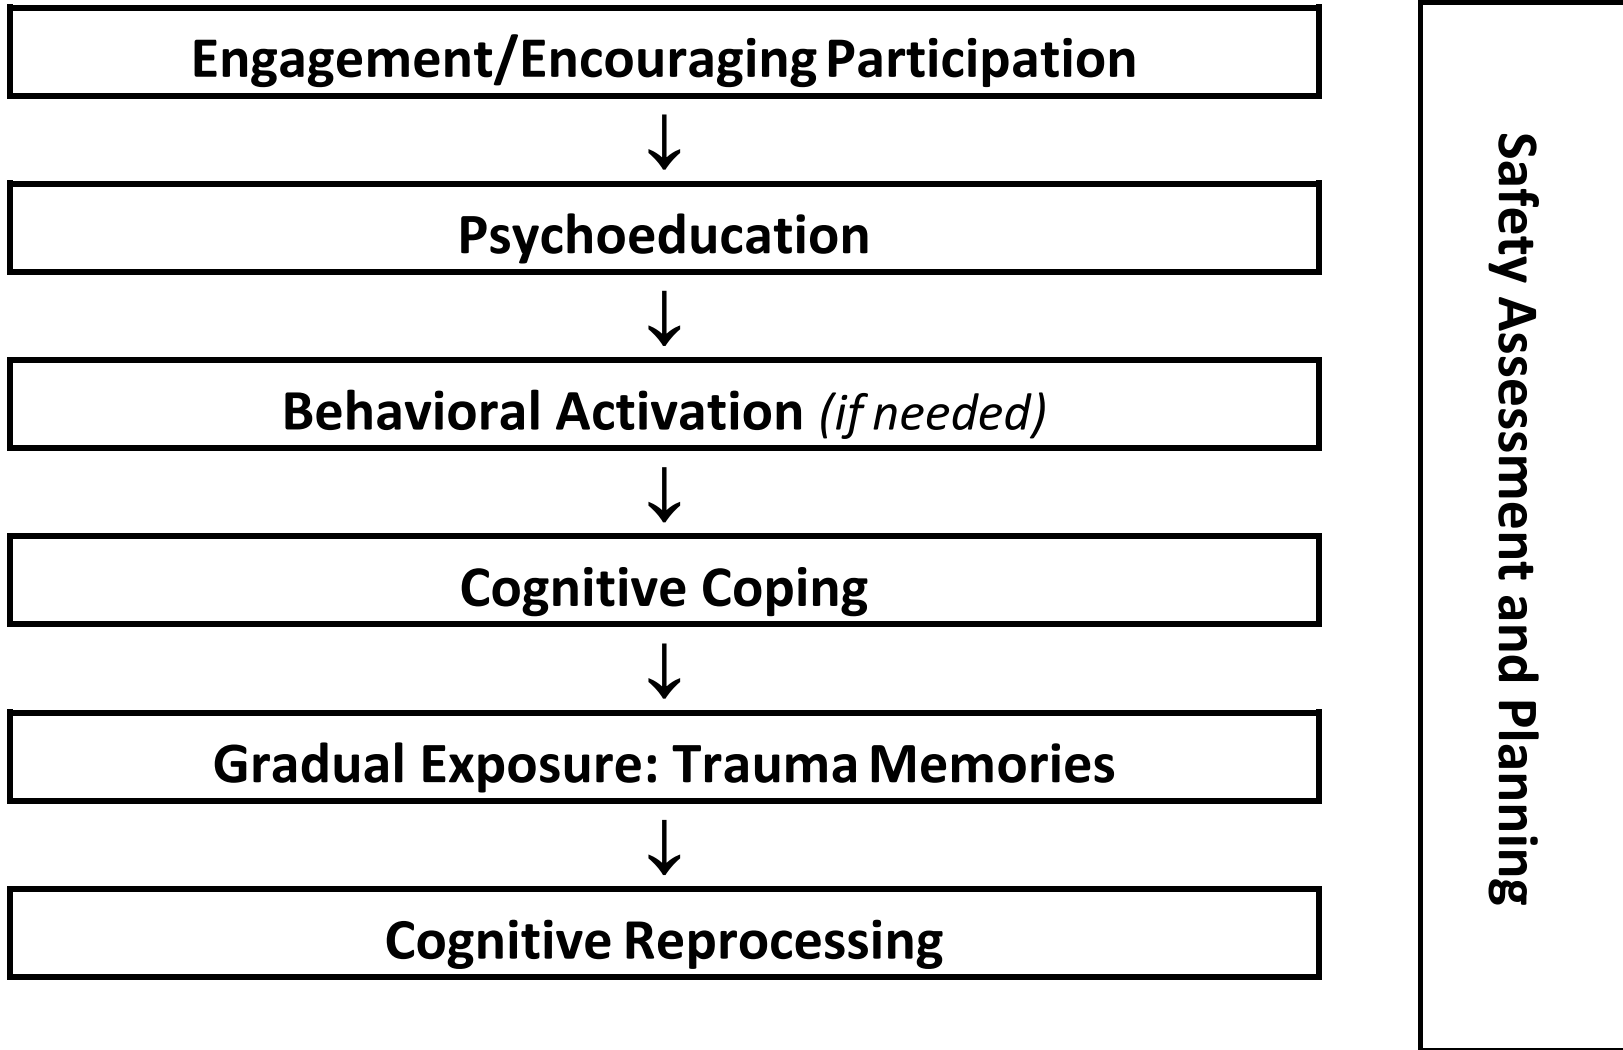 Engagement/Encouraging Participation
↓
Psychoeducation
↓
Behavioral Activation (if needed)
↓
Cognitive Coping
↓
Gradual Exposure: Trauma Memories
↓
Cognitive Reprocessing
Safety Assessment and Planning